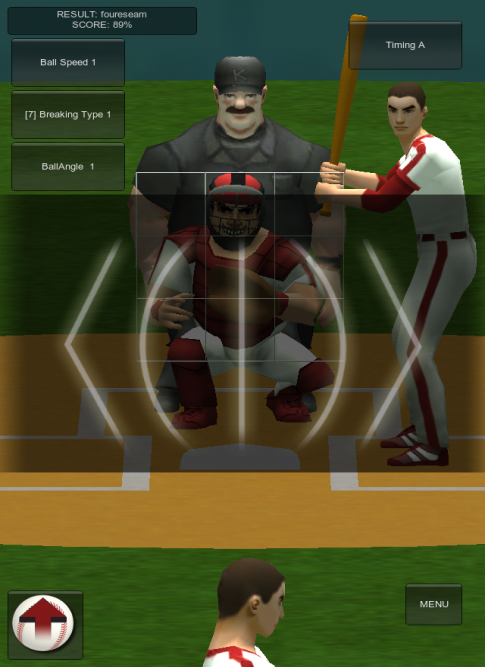 RESULT: foureseam
SCORE: 89%
Timing A
Ball Speed 1
K
[7] Breaking Type 1
BallAngle 1
MENU